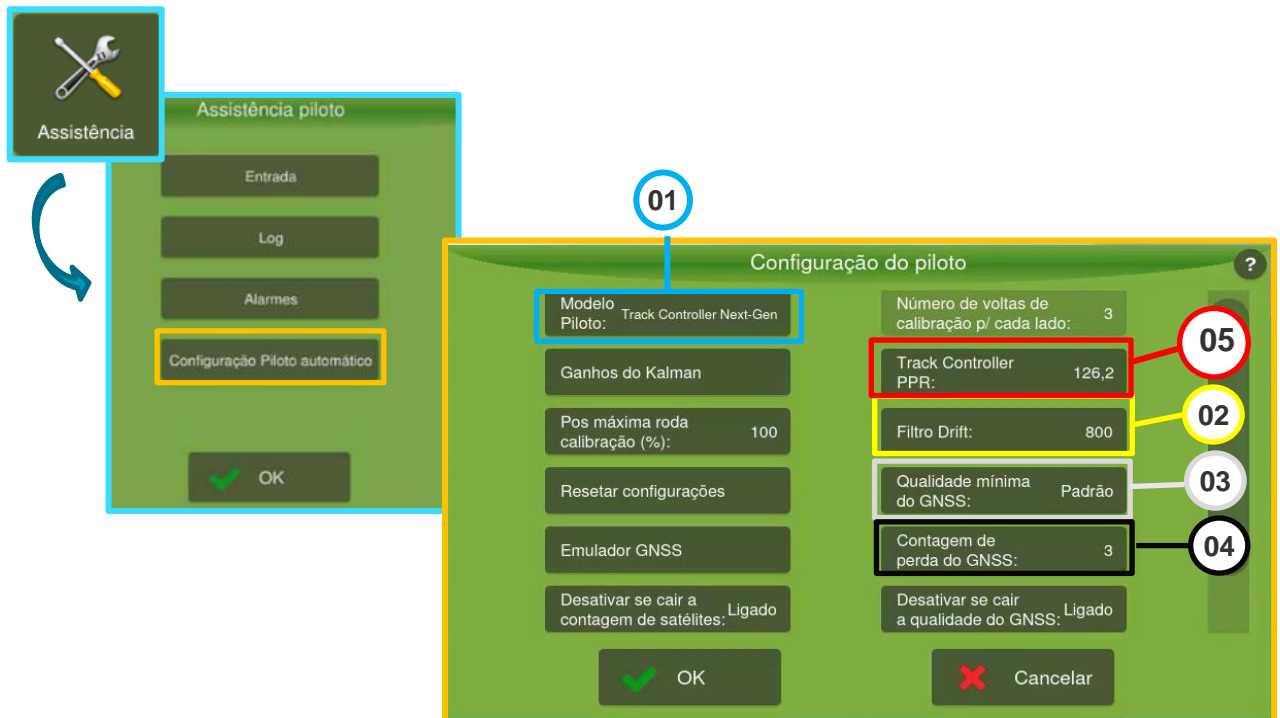 Assistência
Assistência piloto
Entrada
Log
Alarmes
Configuração Piloto automático
OK
01
Configuração do piloto
?
Modelo
Piloto: Track Controller Next-Gen
Número de voltas de
calibração p/ cada lado: 3
Ganhos do Kalman
Track Controller
PPR: 126,2
05
Pos máxima roda
calibração (%): 100
Filtro Drift: 800
02
Resetar configurações
Qualidade mínima
do GNSS: Padrão
03
Emulador GNSS
Contagem de
perda do GNSS: 3
04
Desativar se cair a
contagem de satélites: Ligado
Desativar se cair
a qualidade do GNSS: Ligado
OK
Cancelar